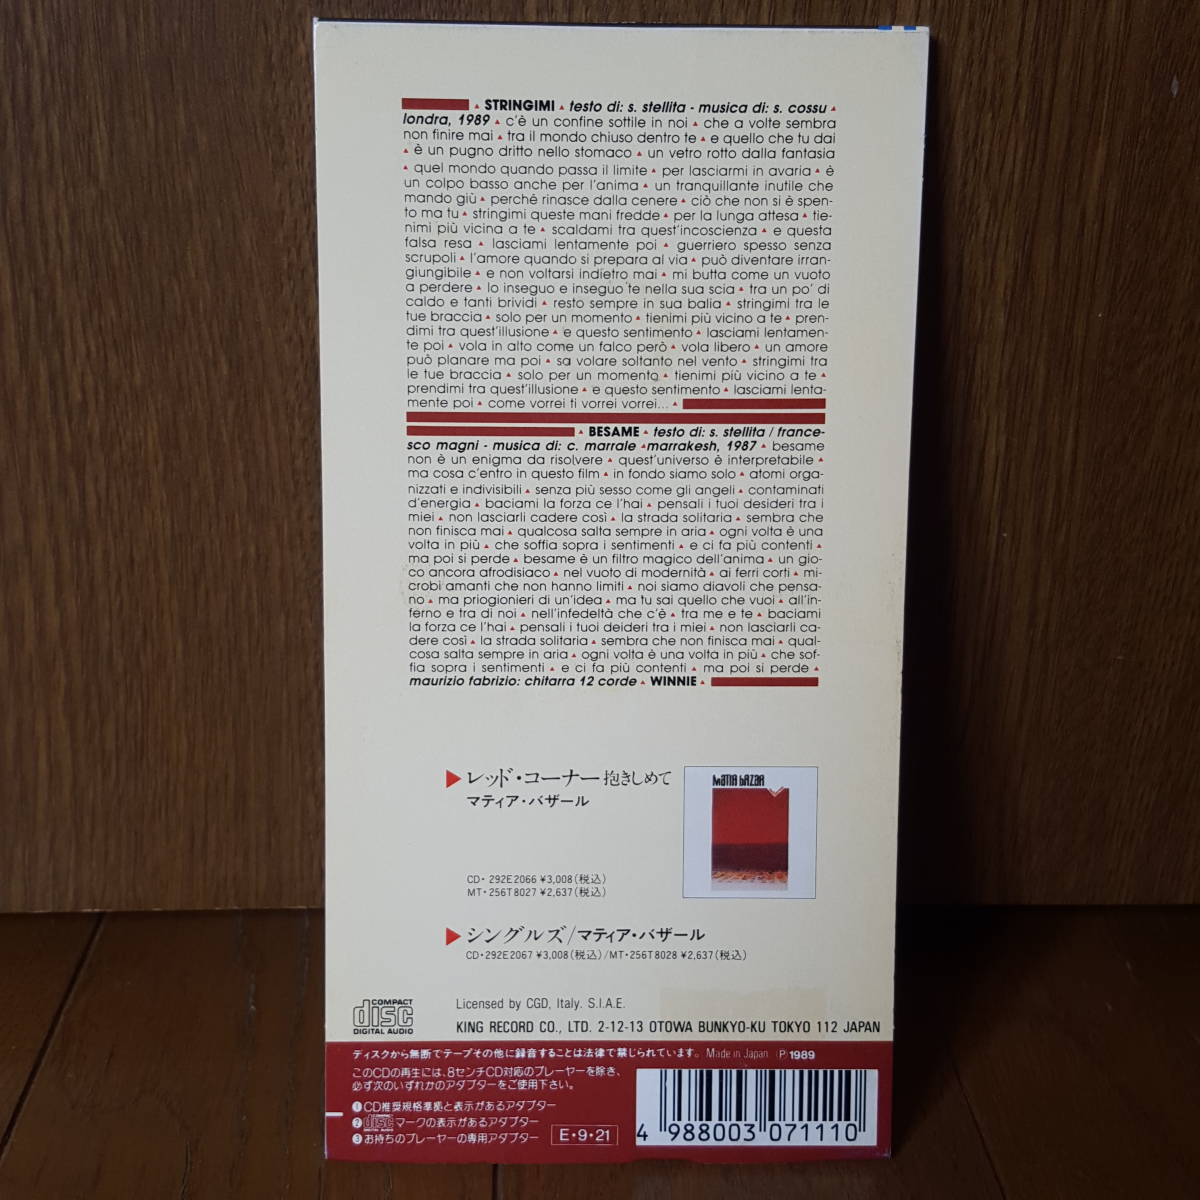 ▲ STRINGIMI ▲ testo di: s. stellita - musica di: s. cossu ▲
londra, 1989 ▲ c'è un confine sottile in noi ▲ che a volte sembra
non finire mai ▲ tra il mondo chiuso dentro te ▲ e quello che tu dai
▲ è un pugno dritto nello stomaco ▲ un vetro rotto dalla fantasia
▲ quel mondo quando passa il limite ▲ per lasciarmi in avaria ▲ è
un colpo basso anche per l'anima ▲ un tranquillante inutile che
mando giù ▲ perchè rinasce dalla cenere ▲ ciò che non si è spen-
to ma tu ▲ stringimi queste mani fredde ▲ per la lunga attesa ▲ tie-
nimi più vicina a te ▲ scaldami tra quest'incoscienza ▲ e questa
falsa resa ▲ lasciami lentamente poi ▲ guerriero spesso senza
scrupoli ▲ l'amore quando si prepara al via ▲ può diventare irran-
giungibile ▲ e non voltarsi indietro mai ▲ mi butta come un vuoto
a perdere ▲ lo inseguo e inseguo te nella sua scia ▲ tra un po' di
caldo e tanti brividi ▲ resto sempre in sua balia ▲ stringimi tra le
tue braccia ▲ solo per un momento ▲ tienimi più vicino a te ▲ pren-
dimi tra quest'illusione ▲ e questo sentimento ▲ lasciami lentamen-
te poi ▲ vola in alto come un falco però ▲ vola libero ▲ un amore
può planare ma poi ▲ sa volare soltanto nel vento ▲ stringimi tra
le tue braccia ▲ solo per un momento ▲ tienimi più vicino a te ▲
prendimi tra quest'illusione ▲ e questo sentimento ▲ lasciami lenta-
mente poi ▲ come vorrei ti vorrei vorrei... ▲
▲ BESAME ▲ testo di: s. stellita / france-
sco magni - musica di: c. marrale ▲ marrakesh, 1987 ▲ besame
non è un enigma da risolvere ▲ quest'universo è interpretabile ▲
ma cosa c'entro in questo film ▲ in fondo siamo solo ▲ atomi orga-
nizzati e indivisibili ▲ senza più sesso come gli angeli ▲ contaminati
d'energia ▲ baciami la forza ce l'hai ▲ pensali i tuoi desideri tra i
miei ▲ non lasciarli cadere così ▲ la strada solitaria ▲ sembra che
non finisca mai ▲ qualcosa salta sempre in aria ▲ ogni volta è una
volta in più ▲ che soffia sopra i sentimenti ▲ e ci fa più contenti ▲
ma poi si perde ▲ besame è un filtro magico dell'anima ▲ un gio-
co ancora afrodisiaco ▲ nel vuoto di modernità ▲ ai ferri corti ▲ mi-
crobi amanti che non hanno limiti ▲ noi siamo diavoli che pensa-
no ▲ ma priogionieri di un'idea ▲ ma tu sai quello che vuoi ▲ all'in-
ferno e tra di noi ▲ nell'infedeltà che c'è ▲ tra me e te ▲ baciami
la forza ce l'hai ▲ pensali i tuoi deideri tra i miei ▲ non lasciarli ca-
dere così ▲ la strada solitaria ▲ sembra che non finisca mai ▲ qual-
cosa salta sempre in aria ▲ ogni volta è una volta in più ▲ che sof-
fia sopra i sentimenti ▲ e ci fa più contenti ▲ ma poi si perde ▲
maurizio fabrizio: chitarra 12 corde ▲ WINNIE ▲
▶レッド・コーナー抱きしめて
マティア・バザール
MATIA BAZAR
CD・292E2066 ¥3,008(税込)
MT・256T8027 ¥2,637(税込)
▶シングルズ/マティア・バザール
CD・292E2067 ¥3,008(税込)/MT・256T8028 ¥2,637(税込)
COMPACT disc DIGITAL AUDIO
Licensed by CGD, Italy. S.I.A.E.
KING RECORD CO., LTD. 2-12-13 OTOWA BUNKYO-KU TOKYO 112 JAPAN
ディスクから無断でテープその他に録音することは法律で禁じられています。 Made in Japan Ⓟ1989
このCDの再生には、8センチCD対応のプレーヤーを除き、
必ず次のいずれかのアダプターをご使用下さい。
❶CD推奨規格準拠と表示があるアダプター
❷disc マークの表示があるアダプター
❸お持ちのプレーヤーの専用アダプター
E・9・21
4 988003 071110